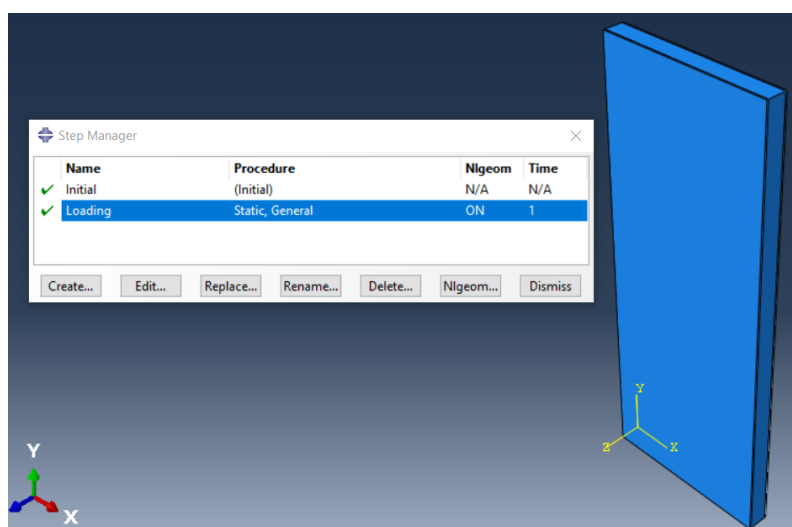 Step Manager
Name Procedure Nlgeom Time
Initial (Initial) N/A N/A
Loading Static, General ON 1
Create... Edit... Replace... Rename... Delete... Nlgeom... Dismiss
Y
Z X
Y
X